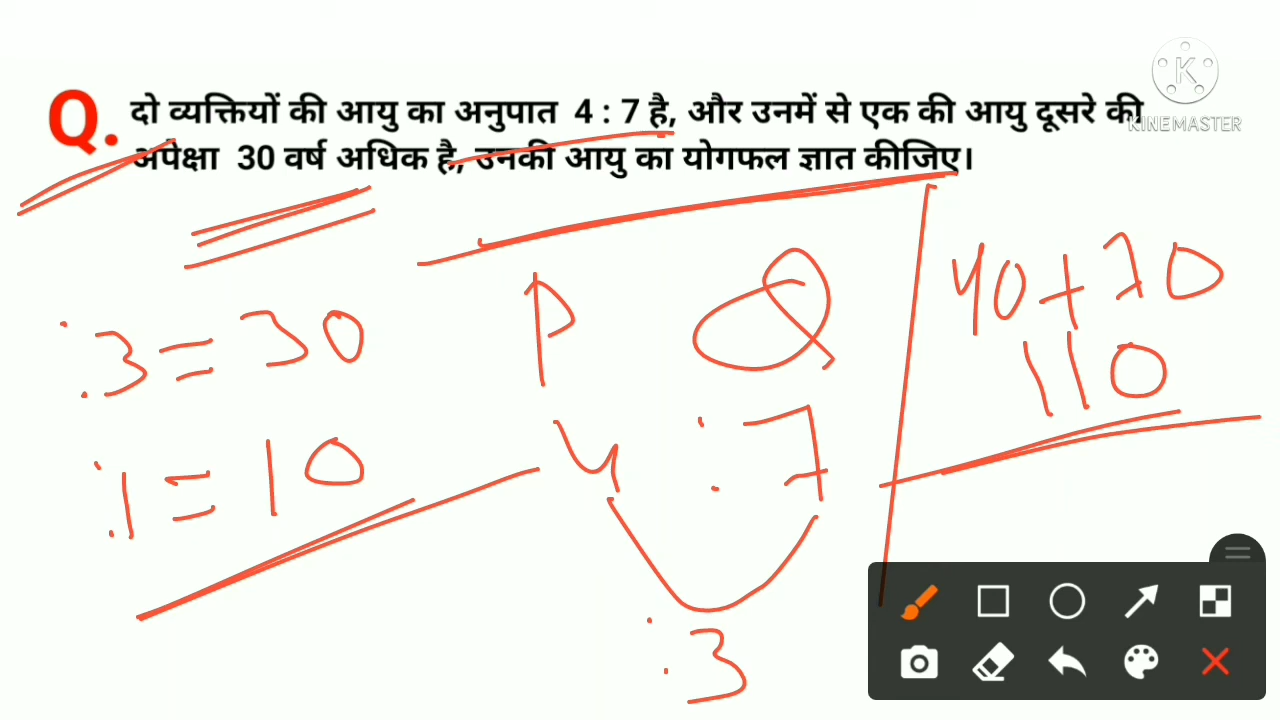 Q. दो व्यक्तियों की आयु का अनुपात 4 : 7 है, और उनमें से एक की आयु दूसरे की
अपेक्षा 30 वर्ष अधिक है, उनकी आयु का योगफल ज्ञात कीजिए।
KINEMASTER
P Q
4 : 7
: 3
∴ 3 = 30
∴ 1 = 10
40 + 70
110